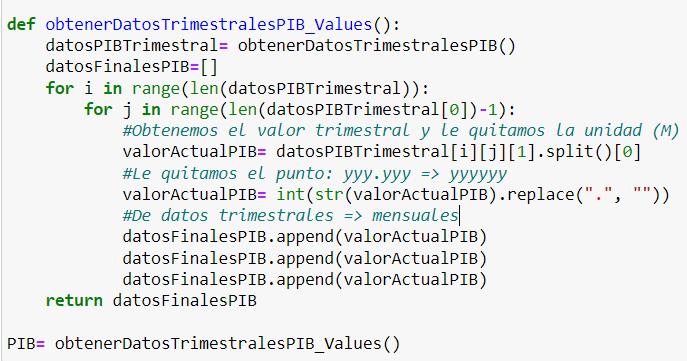 def obtenerDatosTrimestralesPIB_Values():
    datosPIBTrimestral= obtenerDatosTrimestralesPIB()
    datosFinalesPIB=[]
    for i in range(len(datosPIBTrimestral)):
        for j in range(len(datosPIBTrimestral[0])-1):
            #Obtenemos el valor trimestral y le quitamos la unidad (M)
            valorActualPIB= datosPIBTrimestral[i][j][1].split()[0]
            #Le quitamos el punto: yyy.yyy => yyyyyy
            valorActualPIB= int(str(valorActualPIB).replace(".", ""))
            #De datos trimestrales => mensuales
            datosFinalesPIB.append(valorActualPIB)
            datosFinalesPIB.append(valorActualPIB)
            datosFinalesPIB.append(valorActualPIB)
    return datosFinalesPIB
PIB= obtenerDatosTrimestralesPIB_Values()